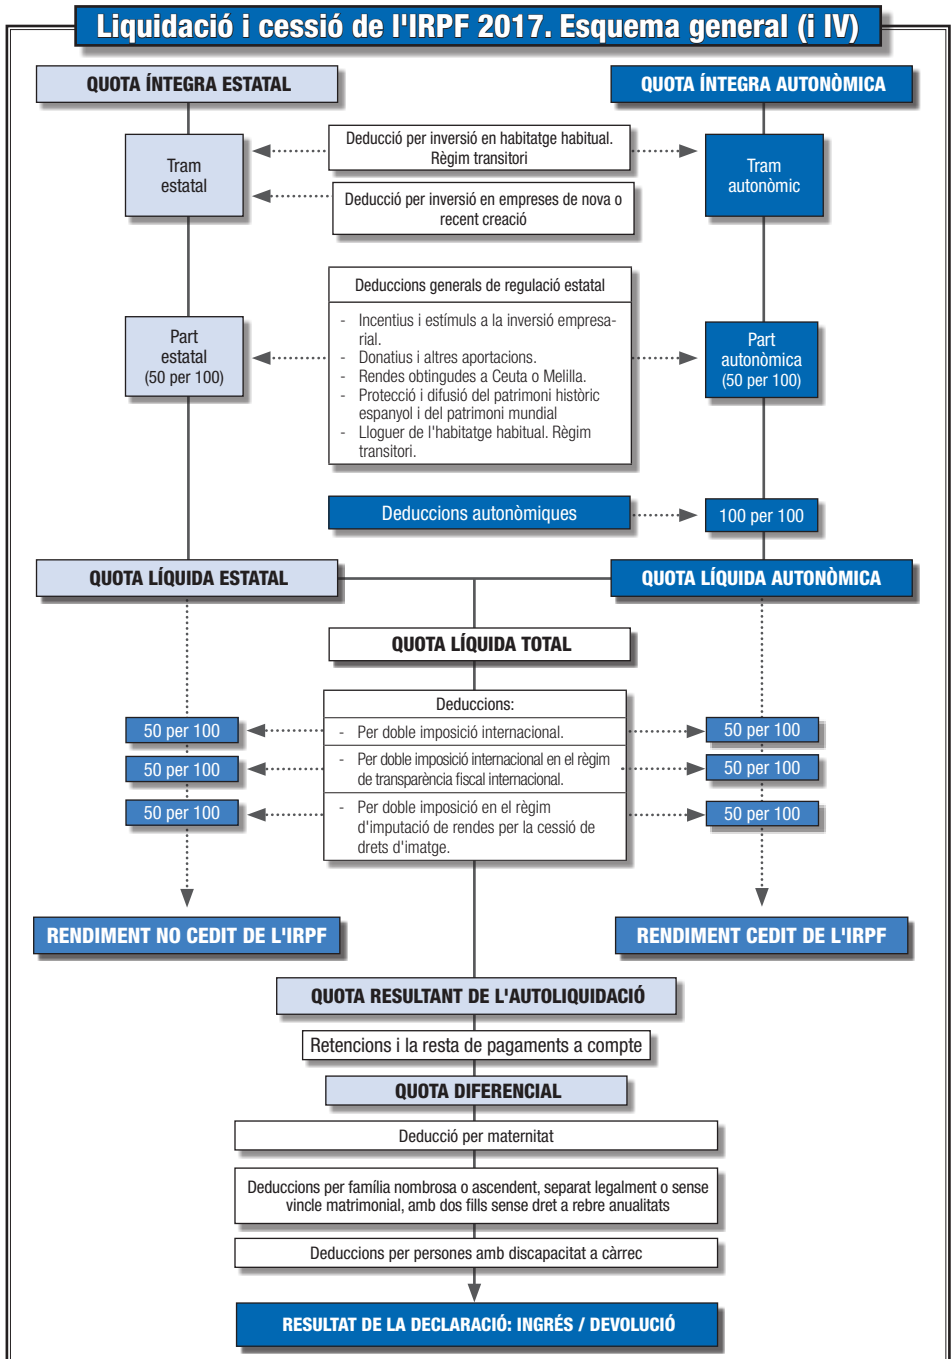 Liquidació i cessió de l'IRPF 2017. Esquema general (i IV)
QUOTA ÍNTEGRA ESTATAL
QUOTA ÍNTEGRA AUTONÒMICA
Tram
estatal
Deducció per inversió en habitatge habitual.
Règim transitori
Tram
autonòmic
Deducció per inversió en empreses de nova o
recent creació
Deduccions generals de regulació estatal
- Incentius i estímuls a la inversió empresa-
rial.
- Donatius i altres aportacions.
- Rendes obtingudes a Ceuta o Melilla.
- Protecció i difusió del patrimoni històric
espanyol i del patrimoni mundial
- Lloguer de l'habitatge habitual. Règim
transitori.
Part
estatal
(50 per 100)
Part
autonòmica
(50 per 100)
Deduccions autonòmiques
100 per 100
QUOTA LÍQUIDA ESTATAL
QUOTA LÍQUIDA AUTONÒMICA
QUOTA LÍQUIDA TOTAL
Deduccions:
50 per 100
- Per doble imposició internacional.
50 per 100
50 per 100
- Per doble imposició internacional en el règim
de transparència fiscal internacional.
50 per 100
50 per 100
- Per doble imposició en el règim
d'imputació de rendes per la cessió de
drets d'imatge.
50 per 100
RENDIMENT NO CEDIT DE L'IRPF
RENDIMENT CEDIT DE L'IRPF
QUOTA RESULTANT DE L'AUTOLIQUIDACIÓ
Retencions i la resta de pagaments a compte
QUOTA DIFERENCIAL
Deducció per maternitat
Deduccions per família nombrosa o ascendent, separat legalment o sense
vincle matrimonial, amb dos fills sense dret a rebre anualitats
Deduccions per persones amb discapacitat a càrrec
RESULTAT DE LA DECLARACIÓ: INGRÉS / DEVOLUCIÓ